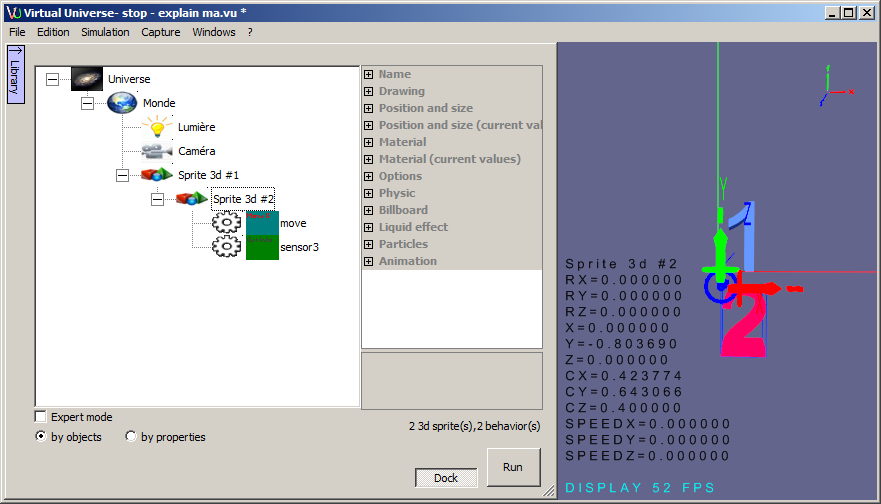 Virtual Universe- stop - explain ma.vu *
File Edition Simulation Capture Windows ?
Library
Universe
Monde
Lumière
Caméra
Sprite 3d #1
Sprite 3d #2
move
sensor3
Name
Drawing
Position and size
Position and size (current val
Material
Material (current values)
Options
Physic
Billboard
Liquid effect
Particles
Animation
Expert mode
by objects by properties
2 3d sprite(s),2 behavior(s)
Dock Run
Y
1
2
Sprite 3d #2
RX=0.000000
RY=0.000000
RZ=0.000000
X=0.000000
Y=-0.803690
Z=0.000000
CX=0.423774
CY=0.643066
CZ=0.400000
SPEEDX=0.000000
SPEEDY=0.000000
SPEEDZ=0.000000
DISPLAY 52 FPS